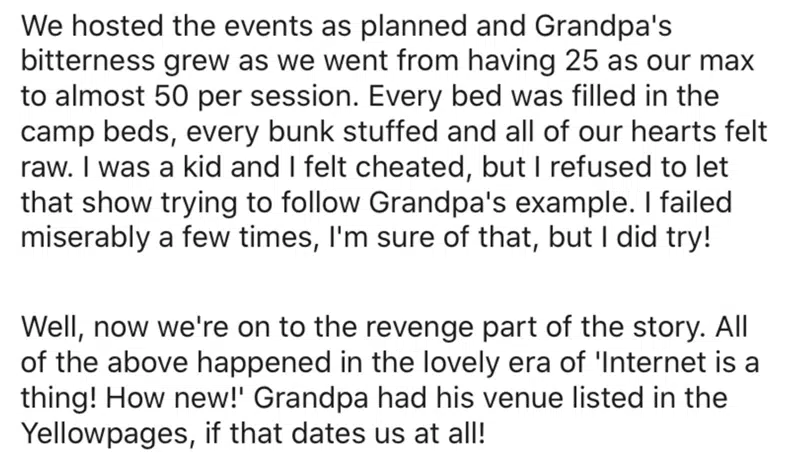 We hosted the events as planned and Grandpa's
bitterness grew as we went from having 25 as our max
to almost 50 per session. Every bed was filled in the
camp beds, every bunk stuffed and all of our hearts felt
raw. I was a kid and I felt cheated, but I refused to let
that show trying to follow Grandpa's example. I failed
miserably a few times, I'm sure of that, but I did try!
Well, now we're on to the revenge part of the story. All
of the above happened in the lovely era of 'Internet is a
thing! How new!' Grandpa had his venue listed in the
Yellowpages, if that dates us at all!